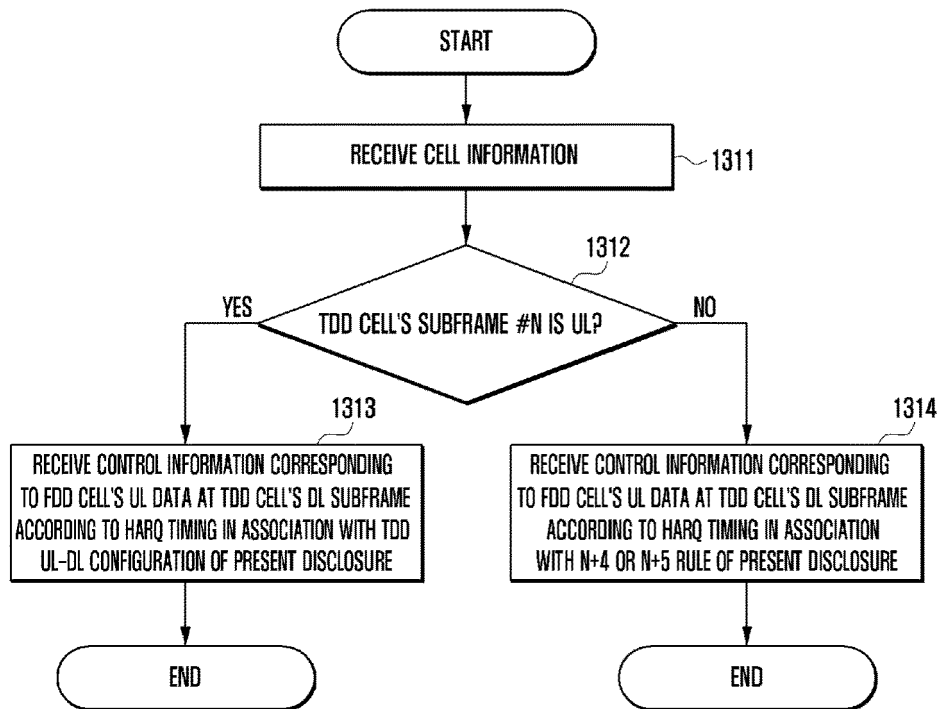 START
RECEIVE CELL INFORMATION
1311
1312
TDD CELL'S SUBFRAME #N IS UL?
YES
NO
1313
RECEIVE CONTROL INFORMATION CORRESPONDING
TO FDD CELL'S UL DATA AT TDD CELL'S DL SUBFRAME
ACCORDING TO HARQ TIMING IN ASSOCIATION WITH TDD
UL-DL CONFIGURATION OF PRESENT DISCLOSURE
1314
RECEIVE CONTROL INFORMATION CORRESPONDING
TO FDD CELL'S UL DATA AT TDD CELL'S DL SUBFRAME
ACCORDING TO HARQ TIMING IN ASSOCIATION
WITH N+4 OR N+5 RULE OF PRESENT DISCLOSURE
END
END